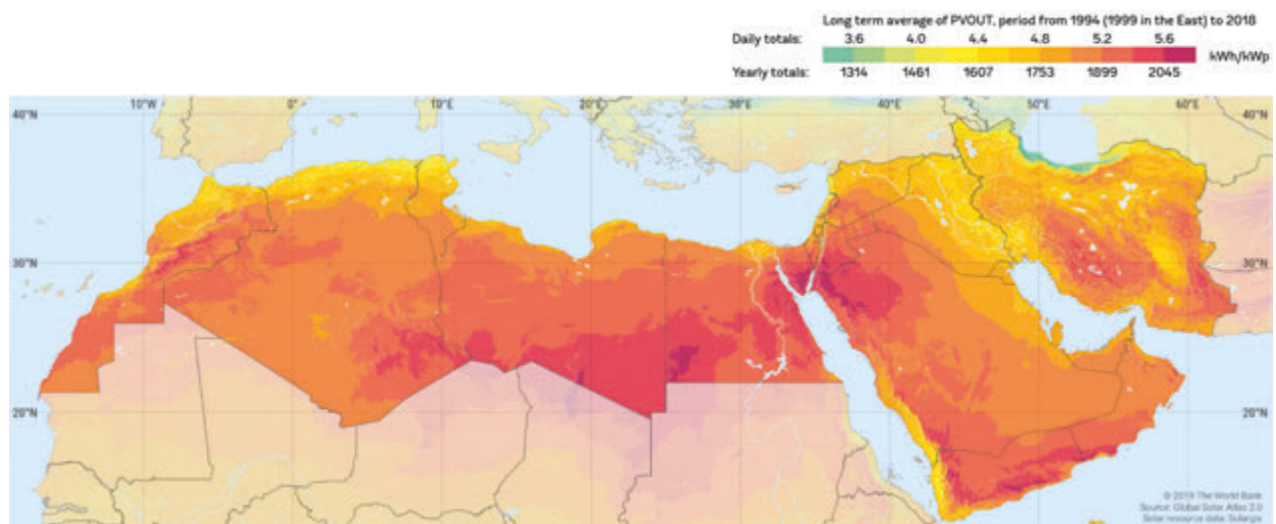 Long term average of PVOUT, period from 1994 (1999 in the East) to 2018
Daily totals: 3.6 4.0 4.4 4.8 5.2 5.6
kWh/kWp
Yearly totals: 1314 1461 1607 1753 1899 2045
10°W 0° 10°E 20°E 30°E 40°E 50°E 60°E
40°N 40°N
30°N 30°N
20°N 20°N
© 2019 The World Bank
Source: Global Solar Atlas 2.0
Solar resource data: Solargis